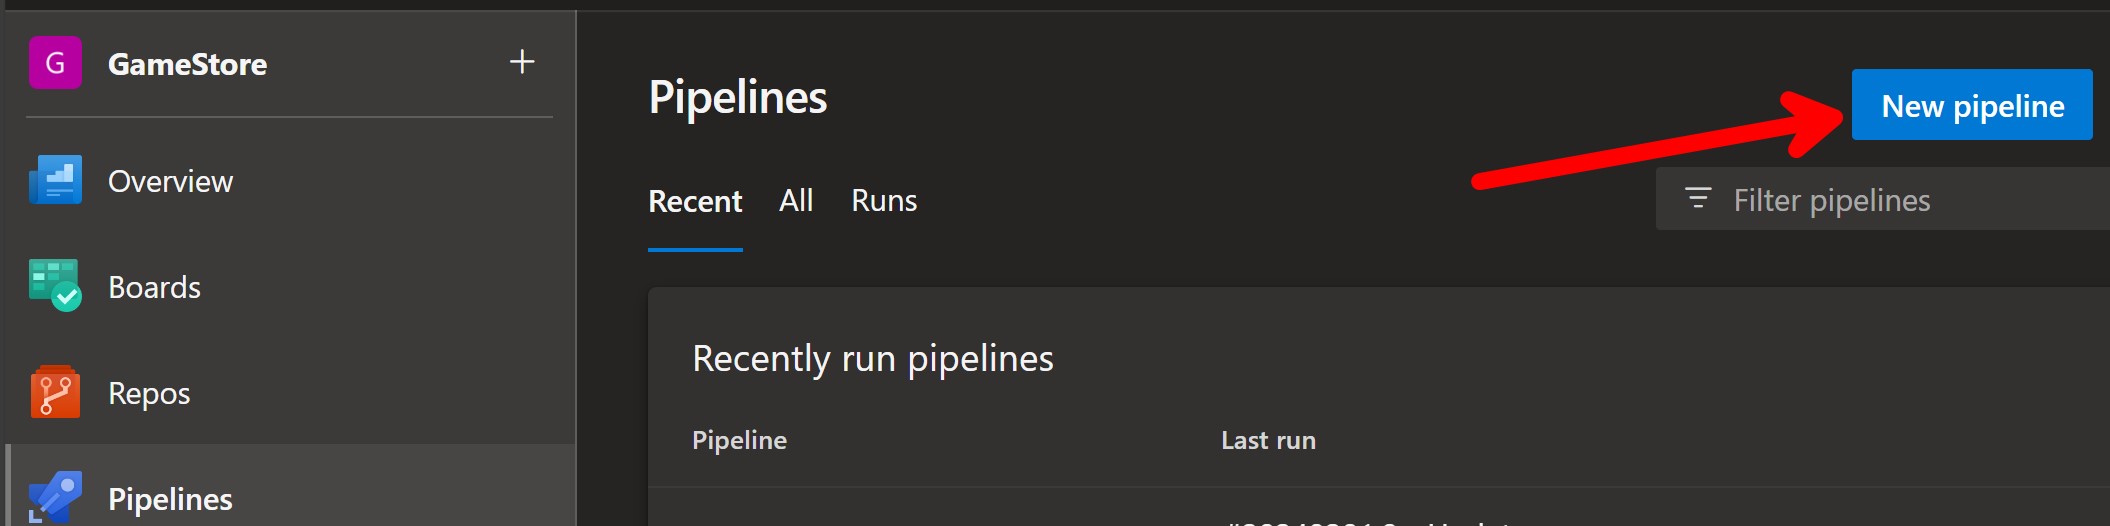 G
GameStore
Overview
Boards
Repos
Pipelines
Pipelines
New pipeline
Recent All Runs
Filter pipelines
Recently run pipelines
Pipeline Last run